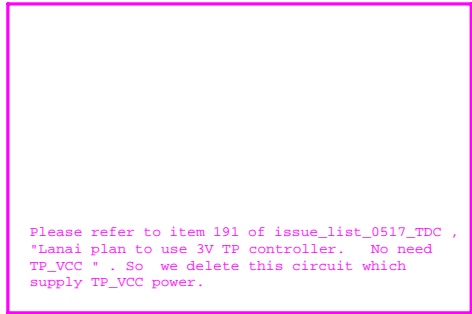 Please refer to item 191 of issue_list_0517_TDC ,
"Lanai plan to use 3V TP controller.   No need
TP_VCC " . So  we delete this circuit which
supply TP_VCC power.